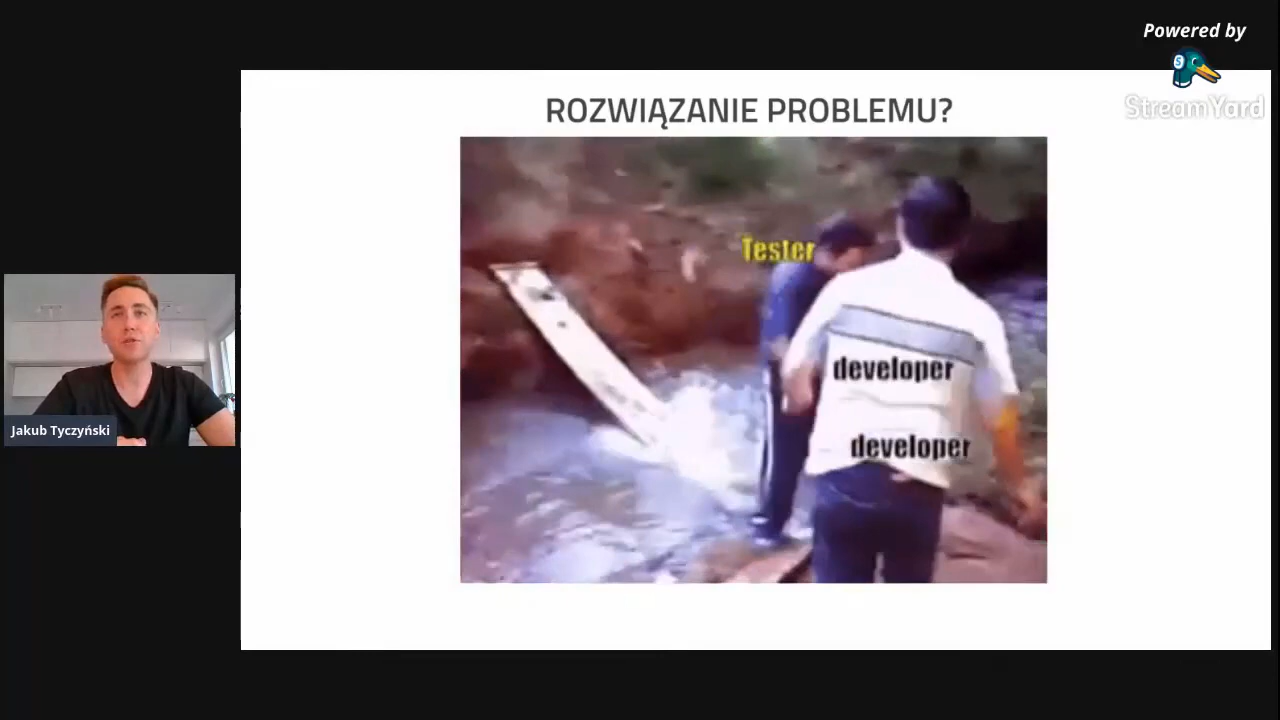 Powered by
StreamYard
ROZWIĄZANIE PROBLEMU?
Tester
developer
developer
Jakub Tyczyński